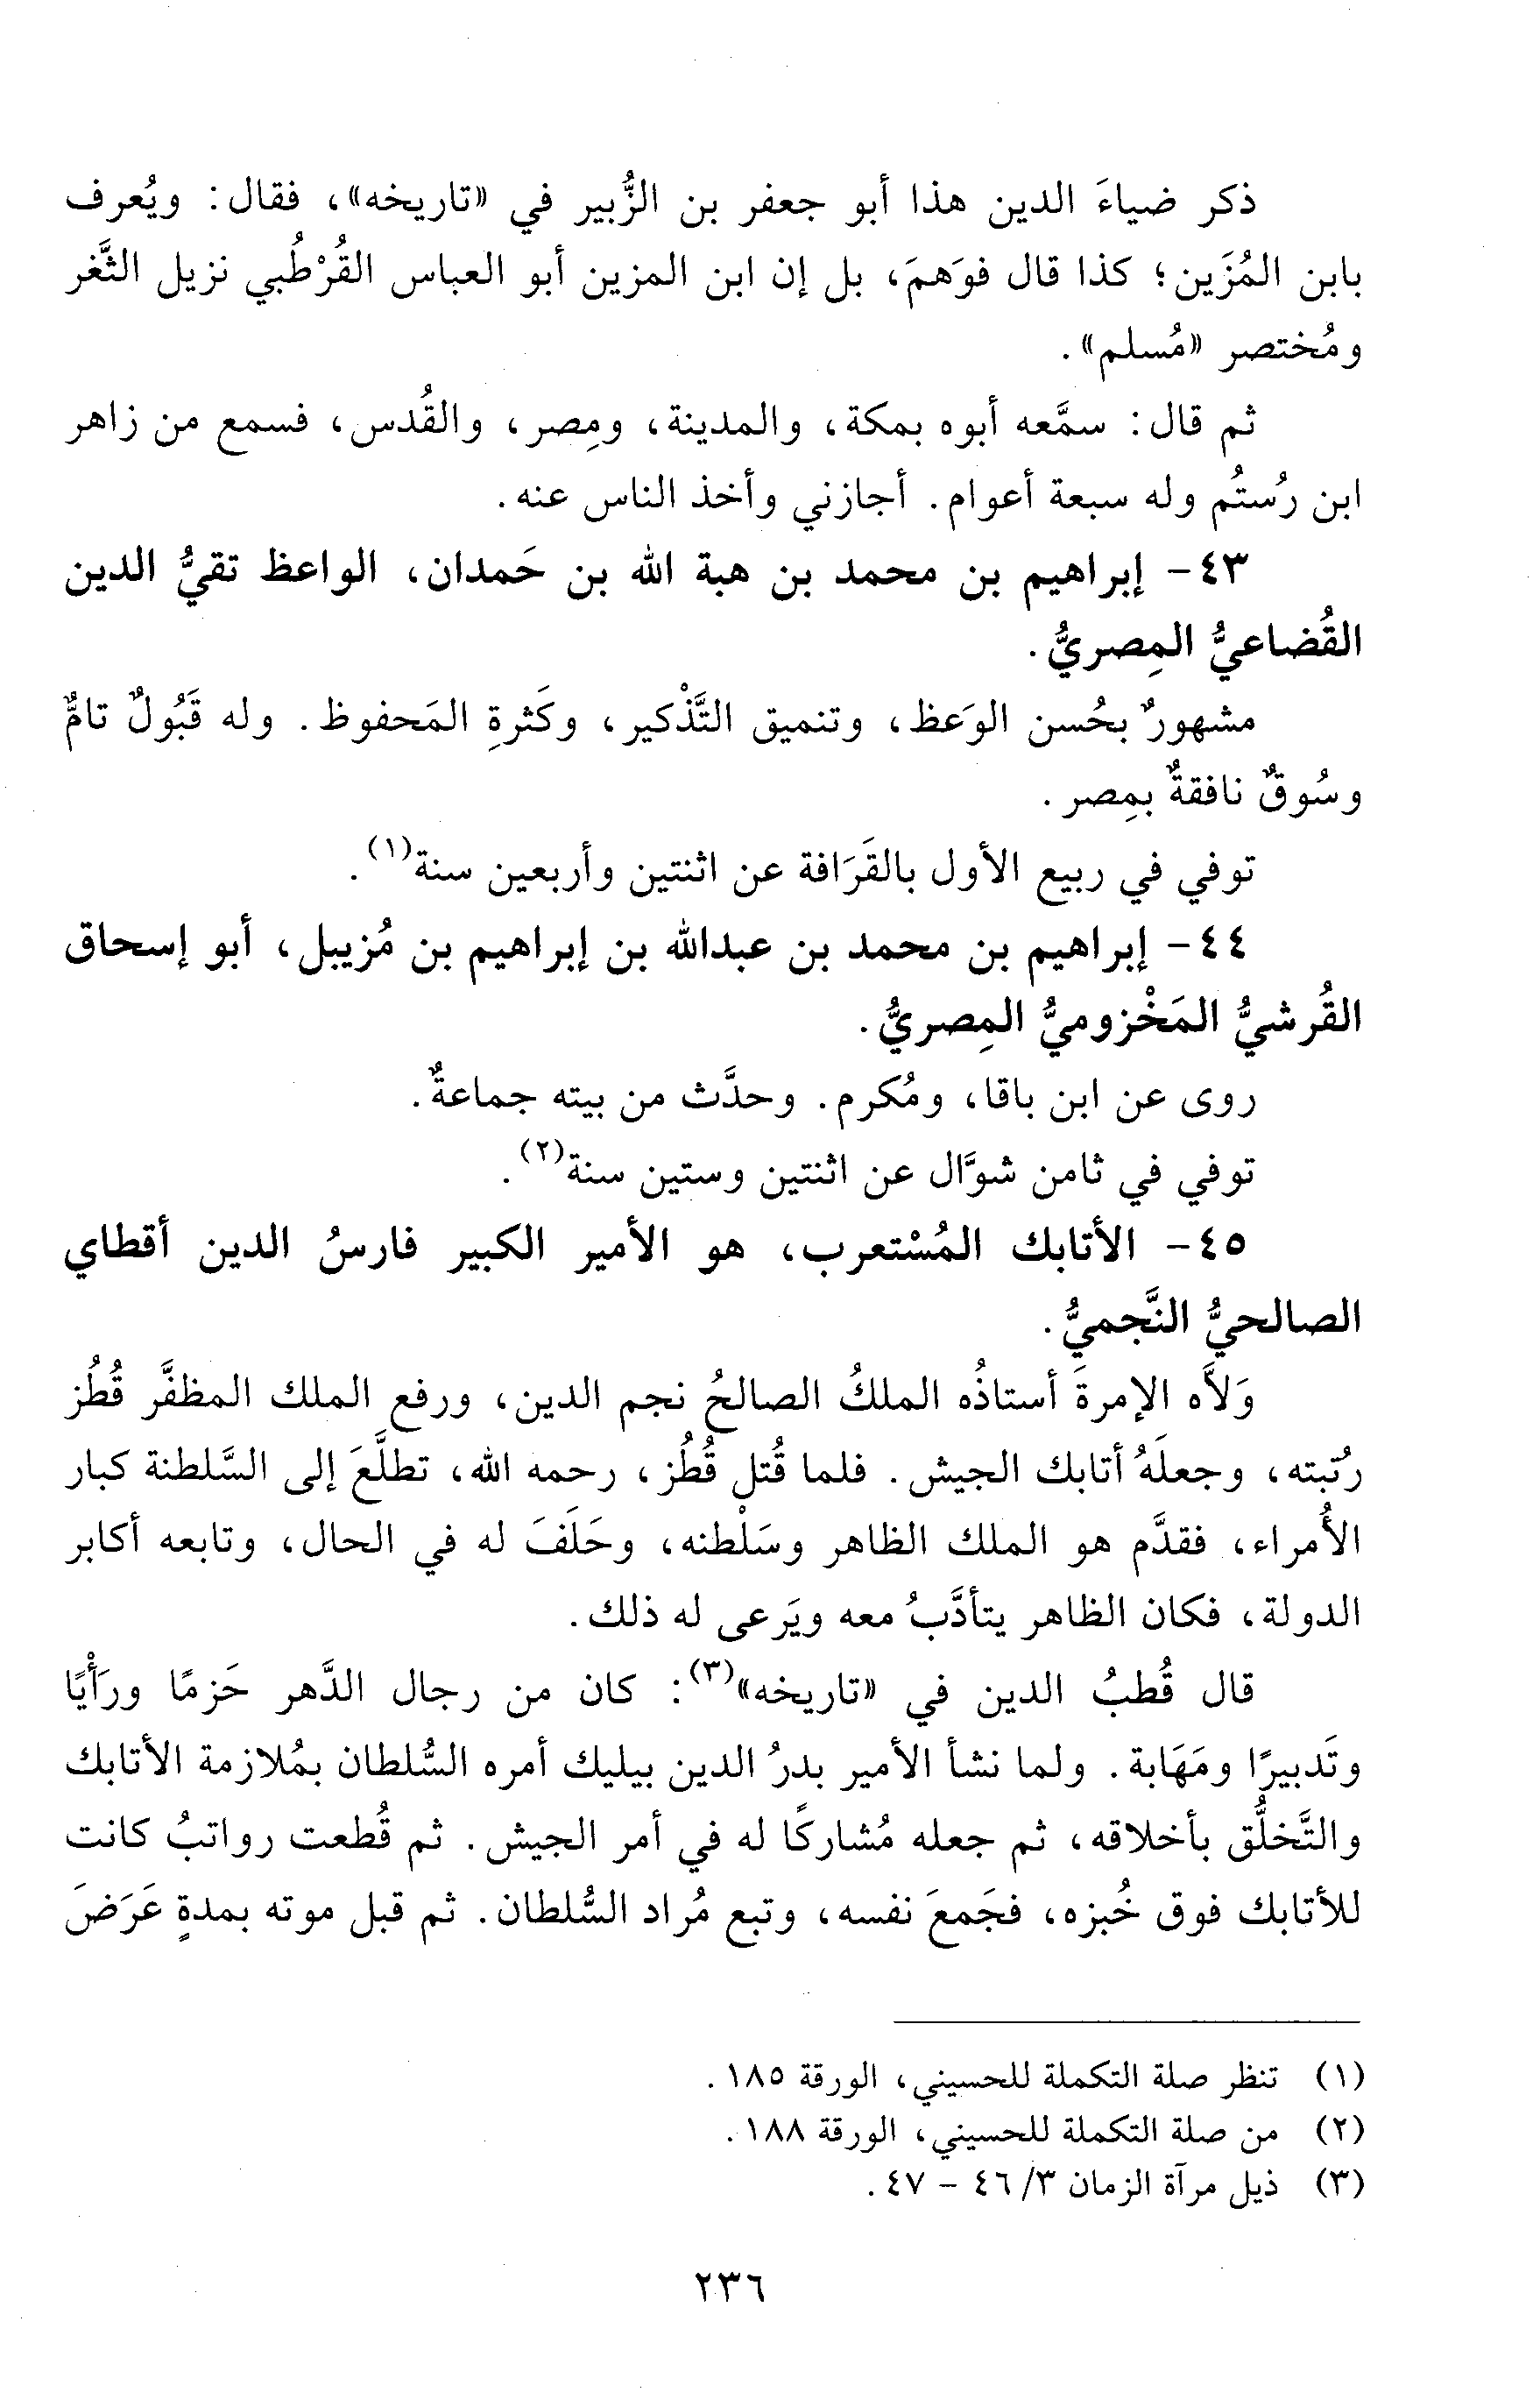 ذكر ضياءَ الدين هذا أبو جعفر بن الزُّبير في «تاريخه»، فقال: ويُعرف
بابن المُزَين؛ كذا قال فوَهمَ، بل إن ابن المزين أبو العباس القُرْطُبي نزيل الثَّغر
ومُختصر «مُسلم».
ثم قال: سمَّعه أبوه بمكة، والمدينة، ومِصر، والقُدس، فسمع من زاهر
ابن رُستُم وله سبعة أعوام. أجازني وأخذ الناس عنه.
٤٣- إبراهيم بن محمد بن هبة الله بن حَمدان، الواعظ تقيُّ الدين
القُضاعيُّ المِصريُّ.
مشهورٌ بحُسن الوَعظ، وتنميق التَّذْكير، وكَثرةِ المَحفوظ. وله قَبُولٌ تامٌّ
وسُوقٌ نافقةٌ بمِصر.
توفي في ربيع الأول بالقَرَافة عن اثنتين وأربعين سنة(١).
٤٤- إبراهيم بن محمد بن عبدالله بن إبراهيم بن مُزيبل، أبو إسحاق
القُرشيُّ المَخْزوميُّ المِصريُّ.
روى عن ابن باقا، ومُكرم. وحدَّث من بيته جماعةٌ.
توفي في ثامن شوَّال عن اثنتين وستين سنة(٢).
٤٥- الأتابك المُسْتعرب، هو الأمير الكبير فارسُ الدين أقطاي
الصالحيُّ النَّجميُّ.
وَلاَّه الإمرةَ أستاذُه الملكُ الصالحُ نجم الدين، ورفع الملك المظفَّر قُطُز
رُتبته، وجعلَهُ أتابك الجيش. فلما قُتل قُطُز، رحمه الله، تطلَّعَ إلى السَّلطنة كبار
الأُمراء، فقدَّم هو الملك الظاهر وسَلْطنه، وحَلَفَ له في الحال، وتابعه أكابر
الدولة، فكان الظاهر يتأدَّبُ معه ويَرعى له ذلك.
قال قُطبُ الدين في «تاريخه»(٣): كان من رجال الدَّهر حَزمًا ورَأْيًا
وتَدبيرًا ومَهَابة. ولما نشأ الأمير بدرُ الدين بيليك أمره السُّلطان بمُلازمة الأتابك
والتَّخلُّق بأخلاقه، ثم جعله مُشاركًا له في أمر الجيش. ثم قُطعت رواتبُ كانت
للأتابك فوق خُبزه، فجَمعَ نفسه، وتبع مُراد السُّلطان. ثم قبل موته بمدةٍ عَرَضَ
(١) تنظر صلة التكملة للحسيني، الورقة ١٨٥.
(٢) من صلة التكملة للحسيني، الورقة ١٨٨.
(٣) ذيل مرآة الزمان ٣/ ٤٦ - ٤٧.
٢٣٦